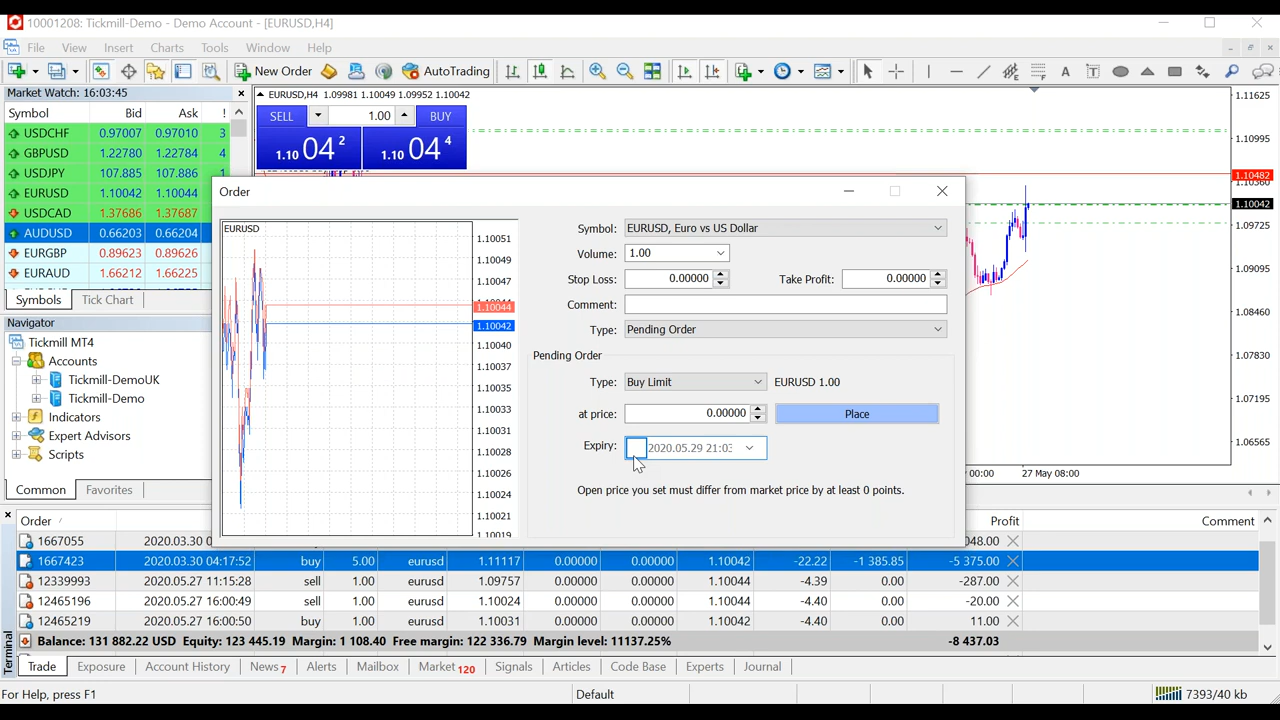 10001208: Tickmill-Demo - Demo Account - [EURUSD,H4]
File View Insert Charts Tools Window Help
New Order AutoTrading
Market Watch: 16:03:45
Symbol Bid Ask !
USDCHF 0.97007 0.97010 3
GBPUSD 1.22780 1.22784 4
USDJPY 107.885 107.886 1
EURUSD 1.10042 1.10044
USDCAD 1.37686 1.37687
AUDUSD 0.66203 0.66204
EURGBP 0.89623 0.89626
EURAUD 1.66212 1.66225
Symbols Tick Chart
Navigator
Tickmill MT4
Accounts
Tickmill-DemoUK
Tickmill-Demo
Indicators
Expert Advisors
Scripts
Common Favorites
EURUSD,H4 1.09981 1.10049 1.09952 1.10042
SELL 1.00 BUY
1.10 04 2 1.10 04 4
1.11625
1.10995
1.10482
1.10360
1.10042
1.09725
1.09095
1.08460
1.07830
1.07195
1.06565
00:00 27 May 08:00
Order
EURUSD
1.10051
1.10049
1.10047
1.10044
1.10044
1.10042
1.10040
1.10037
1.10035
1.10033
1.10031
1.10028
1.10026
1.10024
1.10021
1.10019
Symbol: EURUSD, Euro vs US Dollar
Volume: 1.00
Stop Loss: 0.00000 Take Profit: 0.00000
Comment:
Type: Pending Order
Pending Order
Type: Buy Limit EURUSD 1.00
at price: 0.00000 Place
Expiry: 2020.05.29 21:03
Open price you set must differ from market price by at least 0 points.
Order / Profit Comment
1667055 2020.03.30 0 048.00
1667423 2020.03.30 04:17:52 buy 5.00 eurusd 1.11117 0.00000 0.00000 1.10042 -22.22 -1 385.85 -5 375.00
12339993 2020.05.27 11:15:28 sell 1.00 eurusd 1.09757 0.00000 0.00000 1.10044 -4.39 0.00 -287.00
12465196 2020.05.27 16:00:49 sell 1.00 eurusd 1.10024 0.00000 0.00000 1.10044 -4.40 0.00 -20.00
12465219 2020.05.27 16:00:50 buy 1.00 eurusd 1.10031 0.00000 0.00000 1.10042 -4.40 0.00 11.00
Balance: 131 882.22 USD Equity: 123 445.19 Margin: 1 108.40 Free margin: 122 336.79 Margin level: 11137.25% -8 437.03
Terminal
Trade Exposure Account History News 7 Alerts Mailbox Market 120 Signals Articles Code Base Experts Journal
For Help, press F1 Default 7393/40 kb